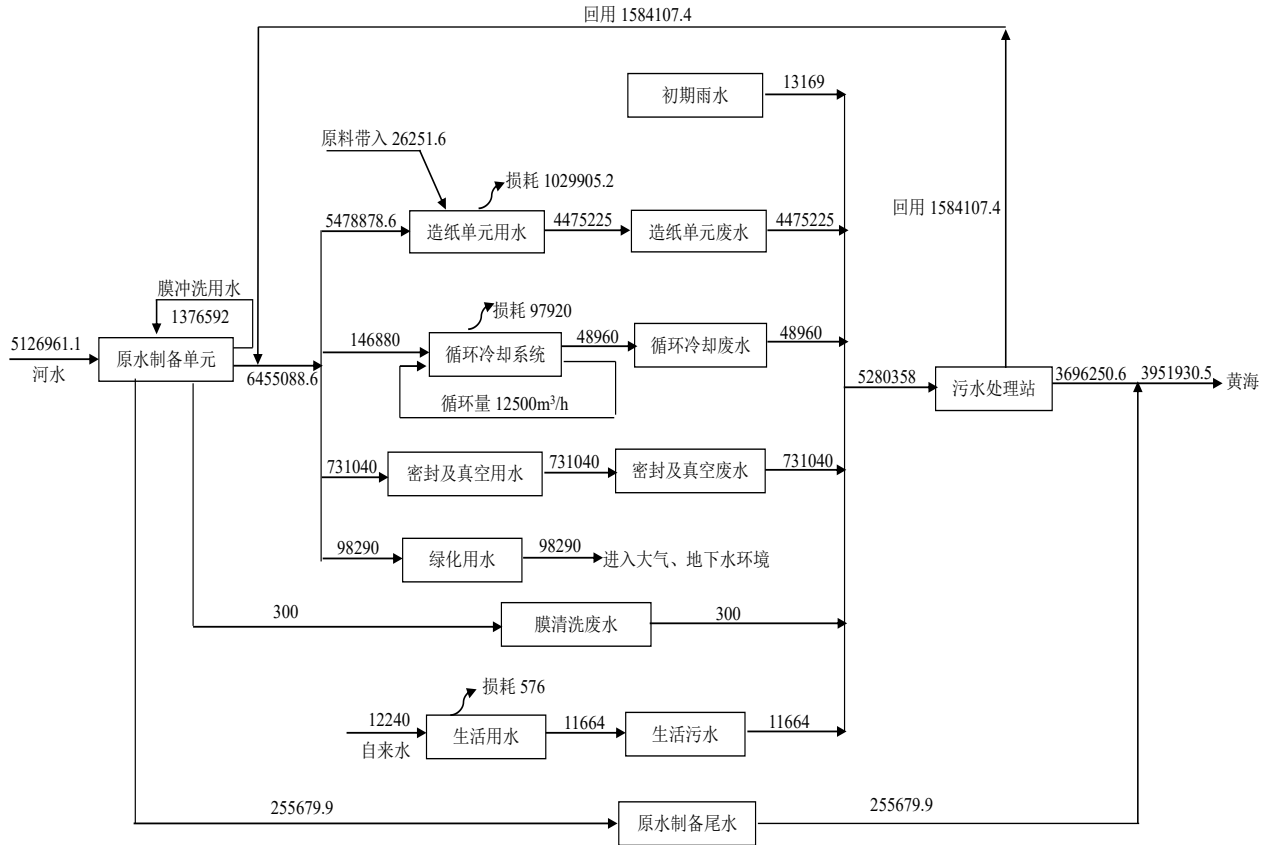 回用 1584107.4
初期雨水
13169
原料带入 26251.6
损耗 1029905.2
回用 1584107.4
5478878.6
造纸单元用水
4475225
造纸单元废水
4475225
膜冲洗用水
1376592
损耗 97920
5126961.1
河水
原水制备单元
6455088.6
146880
循环冷却系统
48960
循环冷却废水
48960
循环量 12500m³/h
5280358
污水处理站
3696250.6
3951930.5
黄海
731040
密封及真空用水
731040
密封及真空废水
731040
98290
绿化用水
98290
进入大气、地下水环境
300
膜清洗废水
300
损耗 576
12240
自来水
生活用水
11664
生活污水
11664
255679.9
原水制备尾水
255679.9